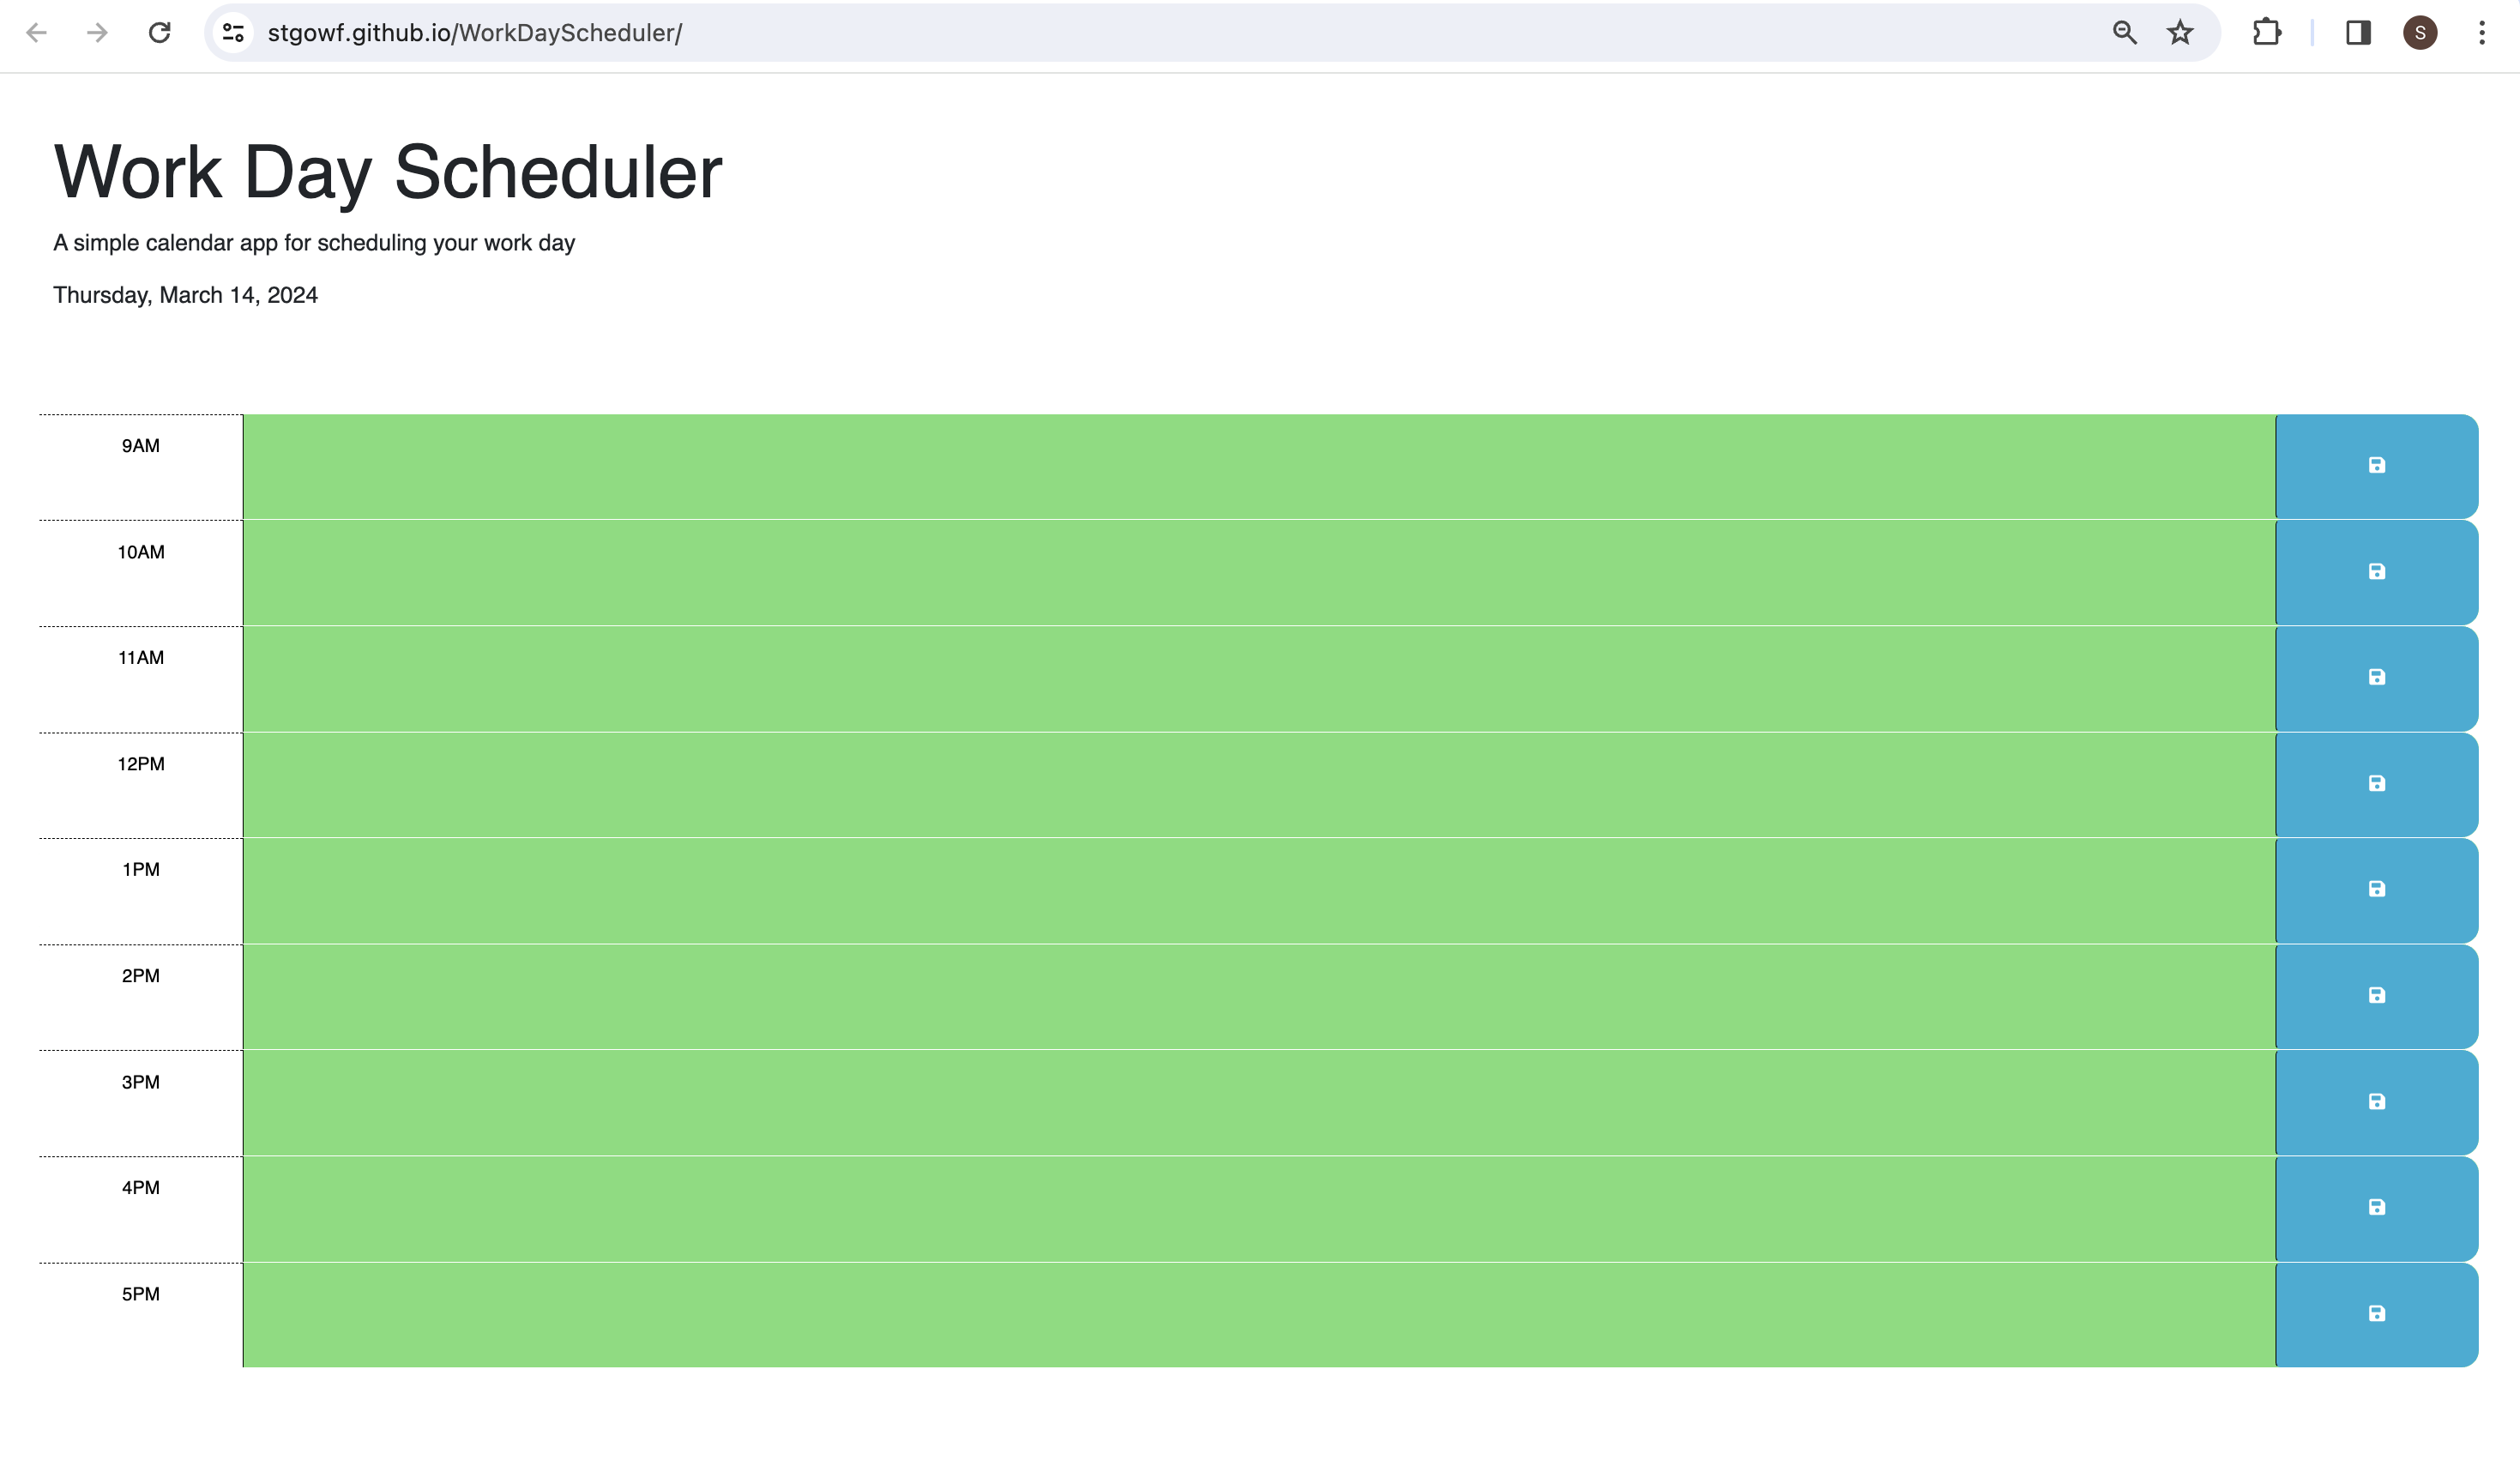 stgowf.github.io/WorkDayScheduler/
S
Work Day Scheduler
A simple calendar app for scheduling your work day
Thursday, March 14, 2024
9AM
10AM
11AM
12PM
1PM
2PM
3PM
4PM
5PM